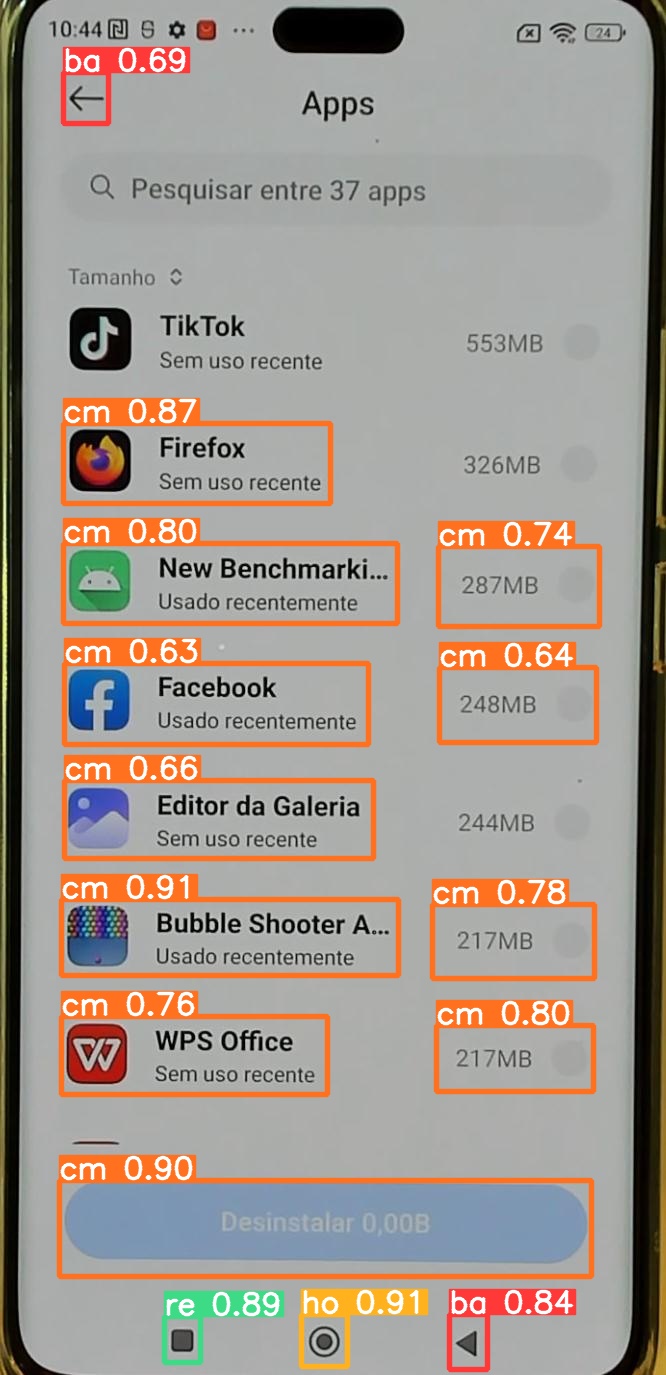 10:44
24
ba 0.69
Apps
Pesquisar entre 37 apps
Tamanho
TikTok
Sem uso recente
553MB
cm 0.87
Firefox
Sem uso recente
326MB
cm 0.80
New Benchmarki...
Usado recentemente
cm 0.74
287MB
cm 0.63
Facebook
Usado recentemente
cm 0.64
248MB
cm 0.66
Editor da Galeria
Sem uso recente
244MB
cm 0.91
Bubble Shooter A...
Usado recentemente
cm 0.78
217MB
cm 0.76
WPS Office
Sem uso recente
cm 0.80
217MB
cm 0.90
Desinstalar 0,00B
re 0.89
ho 0.91
ba 0.84